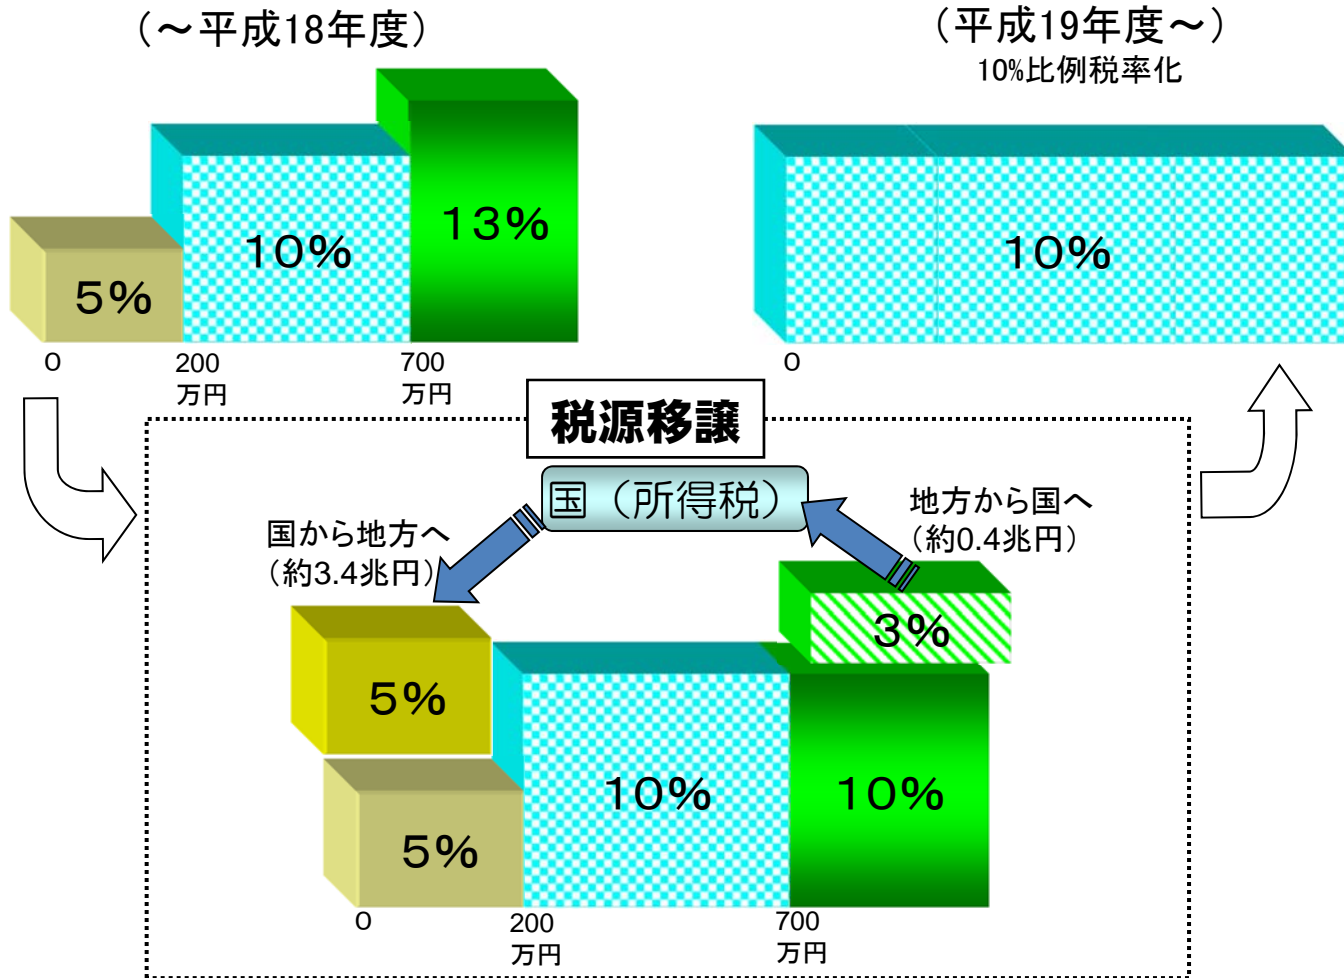 （～平成18年度）
5%
10%
13%
0
200
万円
700
万円
（平成19年度～）
10%比例税率化
10%
0
税源移譲
国（所得税）
国から地方へ
（約3.4兆円）
地方から国へ
（約0.4兆円）
3%
5%
5%
10%
10%
0
200
万円
700
万円